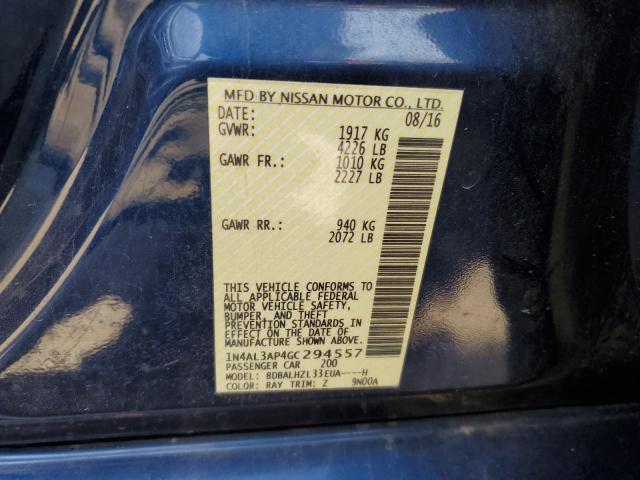 MFD BY NISSAN MOTOR CO., LTD.
DATE: 08/16
GVWR: 1917 KG
4226 LB
GAWR FR.: 1010 KG
2227 LB
GAWR RR.: 940 KG
2072 LB
THIS VEHICLE CONFORMS TO
ALL APPLICABLE FEDERAL
MOTOR VEHICLE SAFETY,
BUMPER, AND THEFT
PREVENTION STANDARDS IN
EFFECT ON THE DATE OF
MANUFACTURE SHOWN ABOVE.
1N4AL3AP4GC294557
PASSENGER CAR 200
MODEL: BDBALHZL33EUA----H
COLOR: RAY TRIM: Z 9N00A